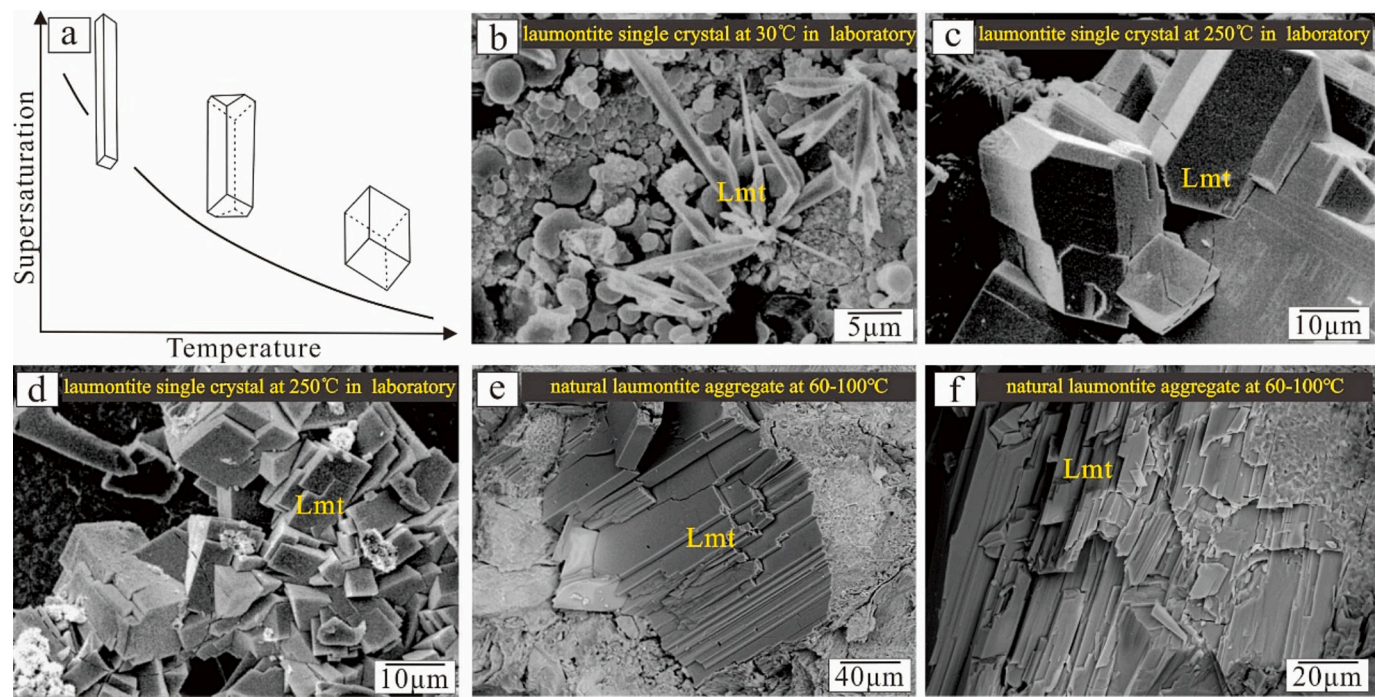 a
Supersaturation
Temperature
b
laumontite single crystal at 30℃ in laboratory
Lmt
5μm
c
laumontite single crystal at 250℃ in laboratory
Lmt
10μm
d
laumontite single crystal at 250℃ in laboratory
Lmt
10μm
e
natural laumontite aggregate at 60-100℃
Lmt
40μm
f
natural laumontite aggregate at 60-100℃
Lmt
20μm